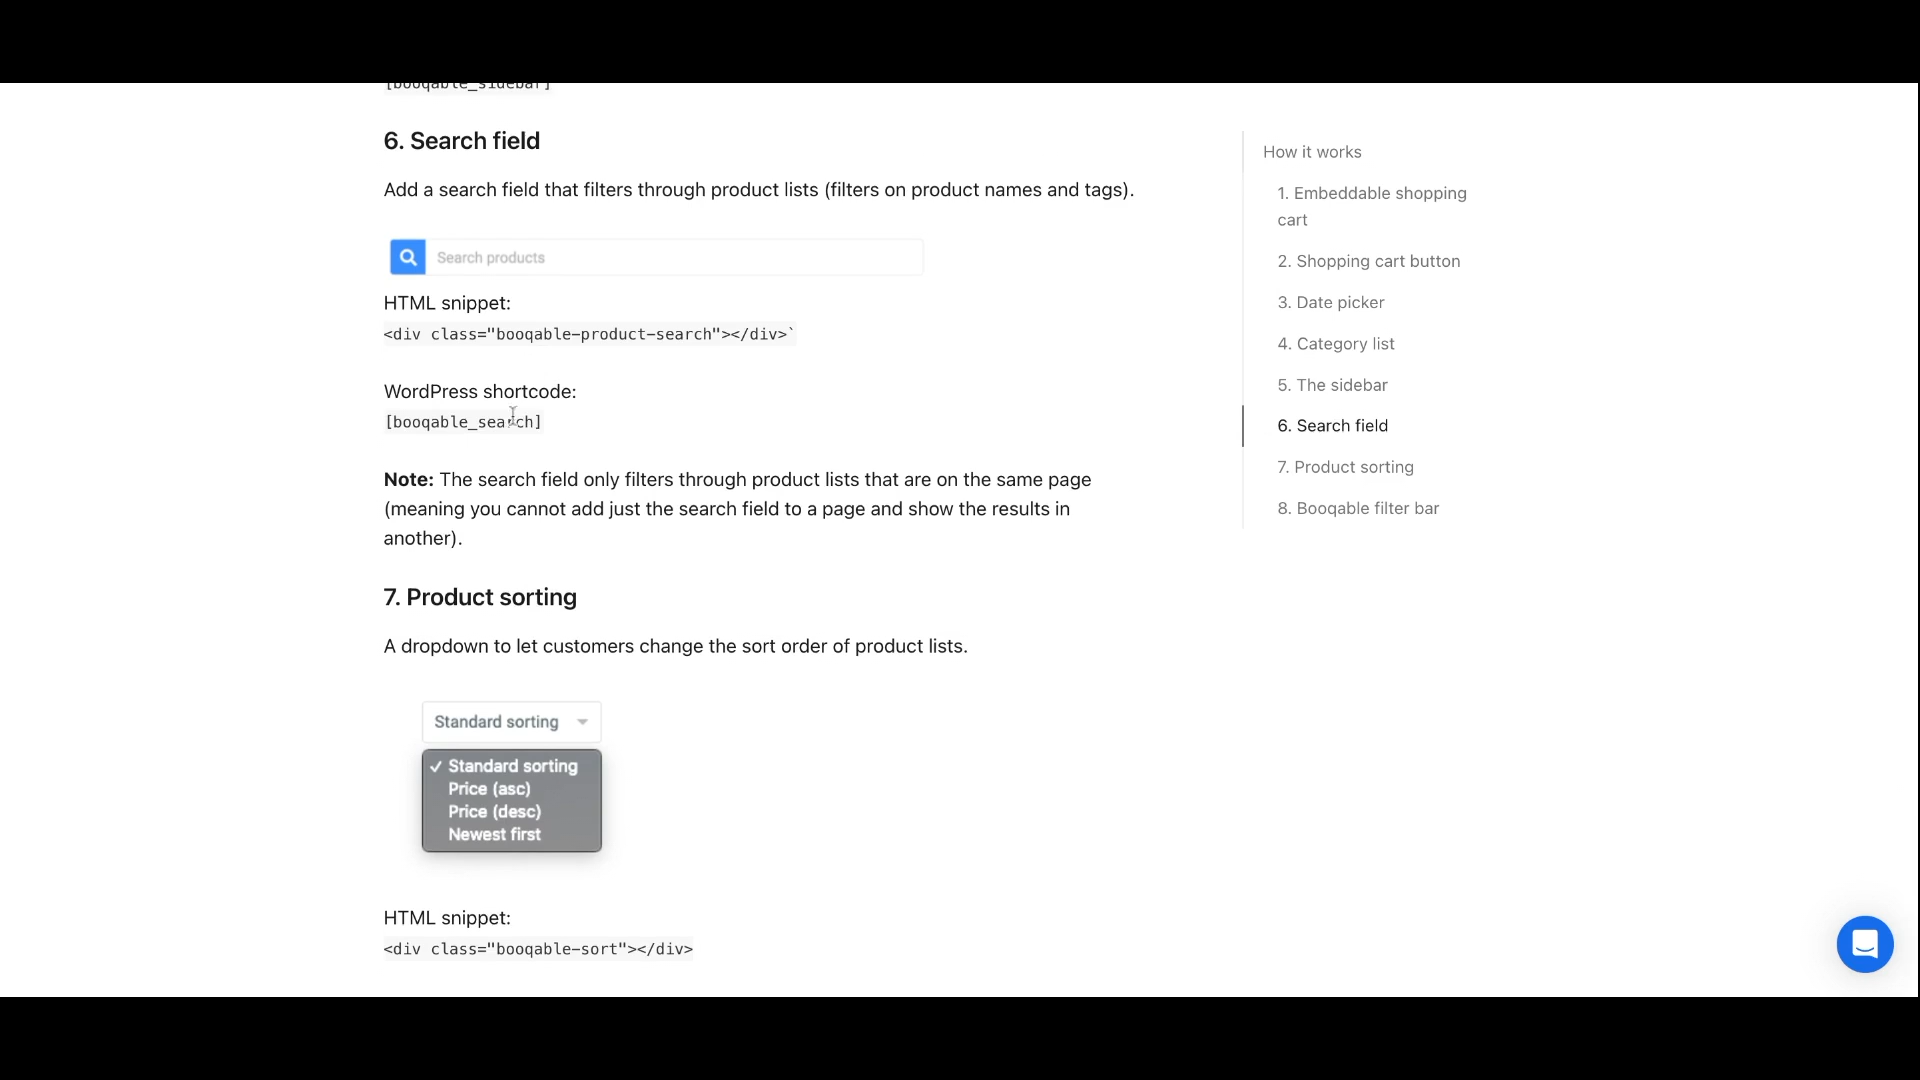 [booqable_sidebar]
6. Search field
Add a search field that filters through product lists (filters on product names and tags).
Search products
HTML snippet:
<div class="booqable-product-search"></div>`
WordPress shortcode:
[booqable_search]
Note: The search field only filters through product lists that are on the same page
(meaning you cannot add just the search field to a page and show the results in
another).
7. Product sorting
A dropdown to let customers change the sort order of product lists.
Standard sorting
✓ Standard sorting
Price (asc)
Price (desc)
Newest first
HTML snippet:
<div class="booqable-sort"></div>
How it works
1. Embeddable shopping
cart
2. Shopping cart button
3. Date picker
4. Category list
5. The sidebar
6. Search field
7. Product sorting
8. Booqable filter bar